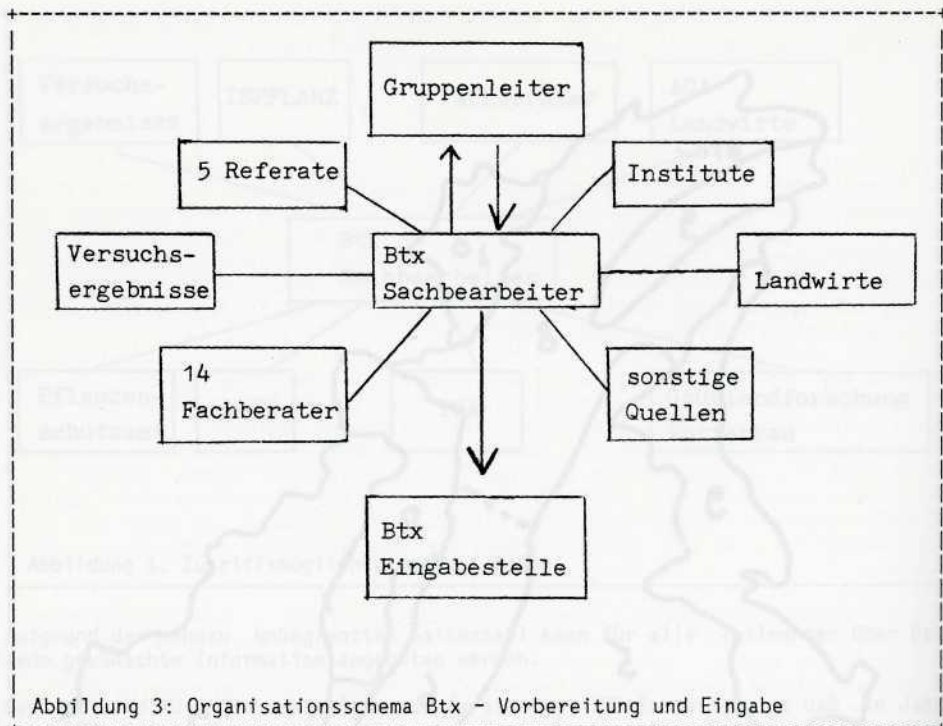 Gruppenleiter
5 Referate
Institute
Versuchs-
ergebnisse
Btx
Sachbearbeiter
Landwirte
14
Fachberater
sonstige
Quellen
Btx
Eingabestelle
Abbildung 3: Organisationsschema Btx - Vorbereitung und Eingabe